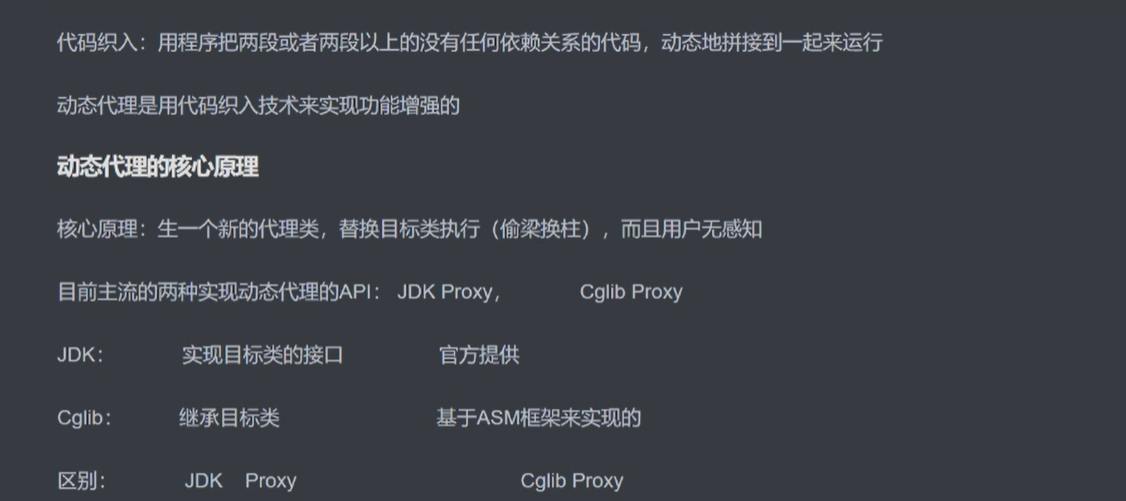 代码织入：用程序把两段或者两段以上的没有任何依赖关系的代码，动态地拼接到一起来运行
动态代理是用代码织入技术来实现功能增强的
动态代理的核心原理
核心原理：生一个新的代理类，替换目标类执行（偷梁换柱），而且用户无感知
目前主流的两种实现动态代理的API： JDK Proxy， Cglib Proxy
JDK： 实现目标类的接口 官方提供
Cglib： 继承目标类 基于ASM框架来实现的
区别： JDK Proxy Cglib Proxy